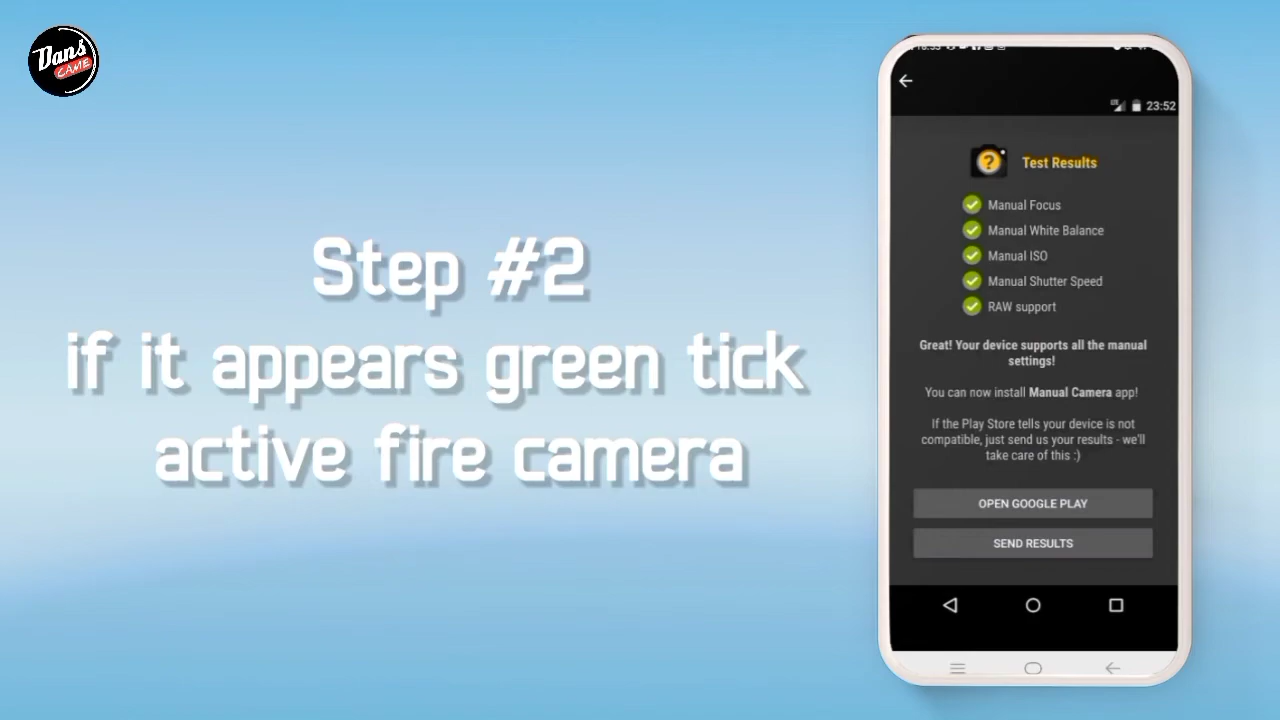 Dans
GAME
Step #2
if it appears green tick
active fire camera
23:52
Test Results
Manual Focus
Manual White Balance
Manual ISO
Manual Shutter Speed
RAW support
Great! Your device supports all the manual
settings!
You can now install Manual Camera app!
If the Play Store tells your device is not
compatible, just send us your results - we'll
take care of this :)
OPEN GOOGLE PLAY
SEND RESULTS